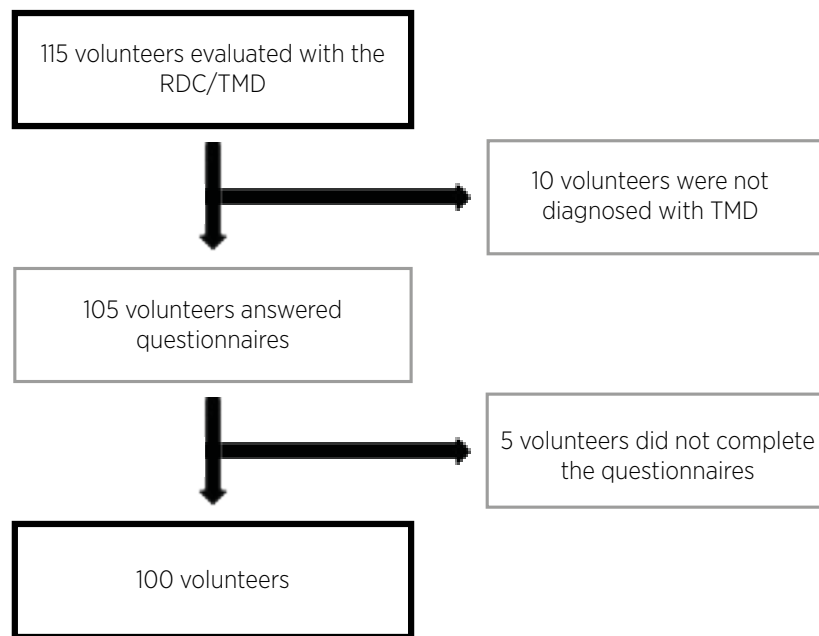 115 volunteers evaluated with the
RDC/TMD
10 volunteers were not
diagnosed with TMD
105 volunteers answered
questionnaires
5 volunteers did not complete
the questionnaires
100 volunteers